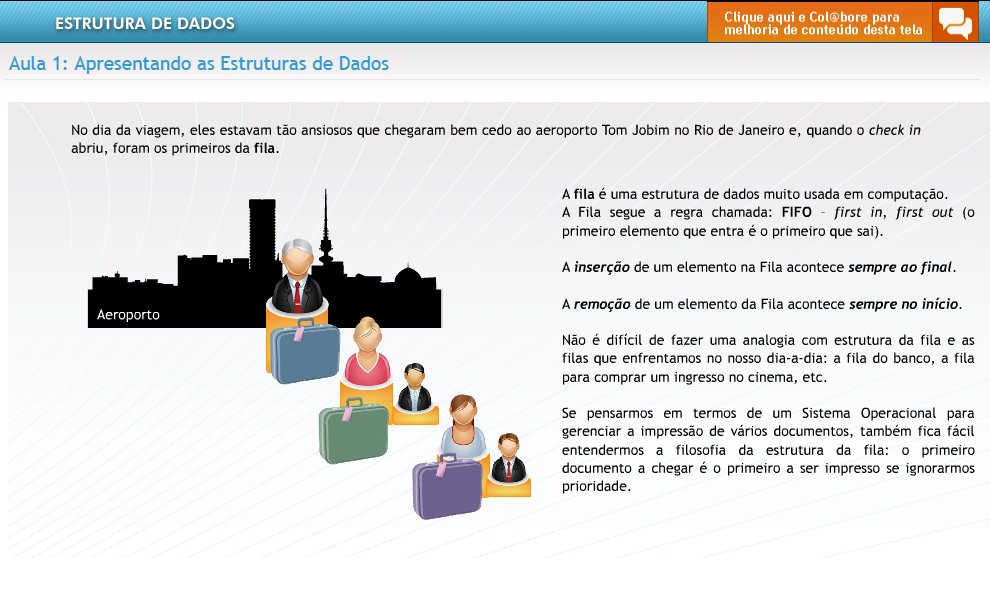 ESTRUTURA DE DADOS
Clique aqui e Col@bore para
melhoria de conteúdo desta tela
Aula 1: Apresentando as Estruturas de Dados
No dia da viagem, eles estavam tão ansiosos que chegaram bem cedo ao aeroporto Tom Jobim no Rio de Janeiro e, quando o check in
abriu, foram os primeiros da fila.
Aeroporto
A fila é uma estrutura de dados muito usada em computação.
A Fila segue a regra chamada: FIFO – first in, first out (o
primeiro elemento que entra é o primeiro que sai).
A inserção de um elemento na Fila acontece sempre ao final.
A remoção de um elemento da Fila acontece sempre no início.
Não é difícil de fazer uma analogia com estrutura da fila e as
filas que enfrentamos no nosso dia-a-dia: a fila do banco, a fila
para comprar um ingresso no cinema, etc.
Se pensarmos em termos de um Sistema Operacional para
gerenciar a impressão de vários documentos, também fica fácil
entendermos a filosofia da estrutura da fila: o primeiro
documento a chegar é o primeiro a ser impresso se ignorarmos
prioridade.